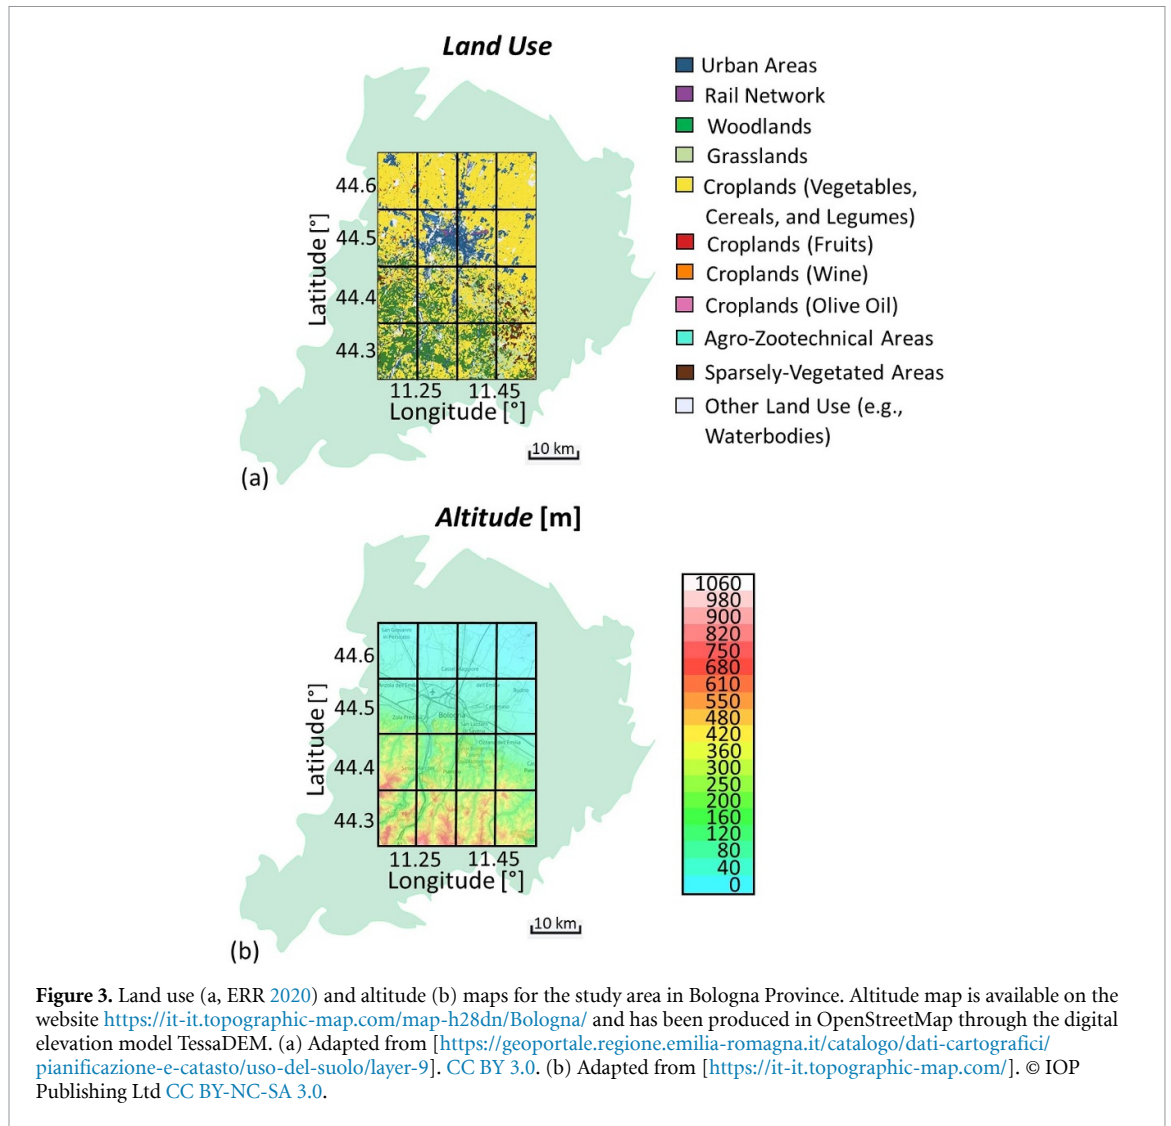 Land Use
Urban Areas
Rail Network
Woodlands
Grasslands
Croplands (Vegetables,
Cereals, and Legumes)
Croplands (Fruits)
Croplands (Wine)
Croplands (Olive Oil)
Agro-Zootechnical Areas
Sparsely-Vegetated Areas
Other Land Use (e.g.,
Waterbodies)
Latitude [°]
44.6
44.5
44.4
44.3
11.25 11.45
Longitude [°]
10 km
(a)
Altitude [m]
Latitude [°]
44.6
44.5
44.4
44.3
Bologna
11.25 11.45
Longitude [°]
10 km
(b)
1060
980
900
820
750
680
610
550
480
420
360
300
250
200
160
120
80
40
0
Figure 3. Land use (a, ERR 2020) and altitude (b) maps for the study area in Bologna Province. Altitude map is available on the
website https://it-it.topographic-map.com/map-h28dn/Bologna/ and has been produced in OpenStreetMap through the digital
elevation model TessaDEM. (a) Adapted from [https://geoportale.regione.emilia-romagna.it/catalogo/dati-cartografici/
pianificazione-e-catasto/uso-del-suolo/layer-9]. CC BY 3.0. (b) Adapted from [https://it-it.topographic-map.com/]. © IOP
Publishing Ltd CC BY-NC-SA 3.0.